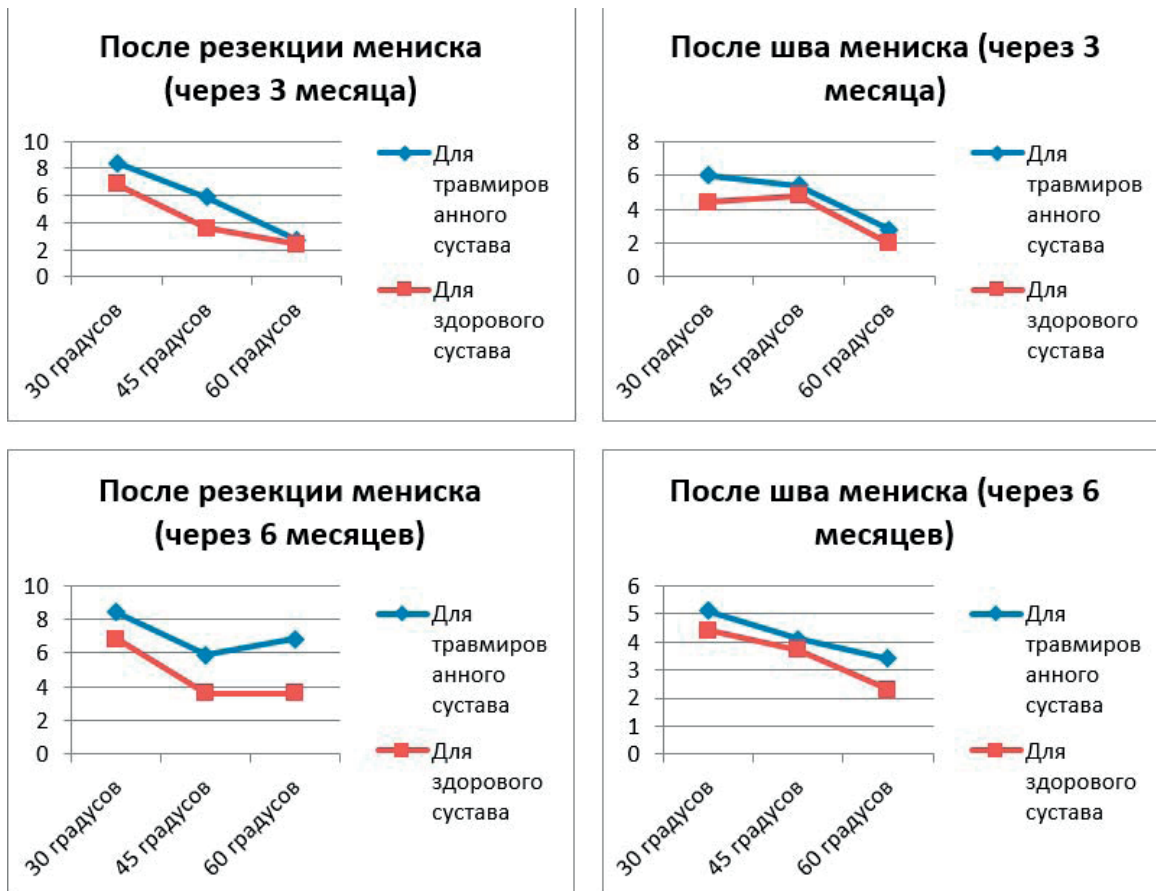 После резекции мениска
(через 3 месяца)
10
8
6
4
2
0
30 градусов
45 градусов
60 градусов
Для
травмиров
анного
сустава
Для
здорового
сустава
После шва мениска (через 3
месяца)
8
6
4
2
0
30 градусов
45 градусов
60 градусов
Для
травмиров
анного
сустава
Для
здорового
сустава
После резекции мениска
(через 6 месяцев)
10
8
6
4
2
0
30 градусов
45 градусов
60 градусов
Для
травмиров
анного
сустава
Для
здорового
сустава
После шва мениска (через 6
месяцев)
6
5
4
3
2
1
0
30 градусов
45 градусов
60 градусов
Для
травмиров
анного
сустава
Для
здорового
сустава